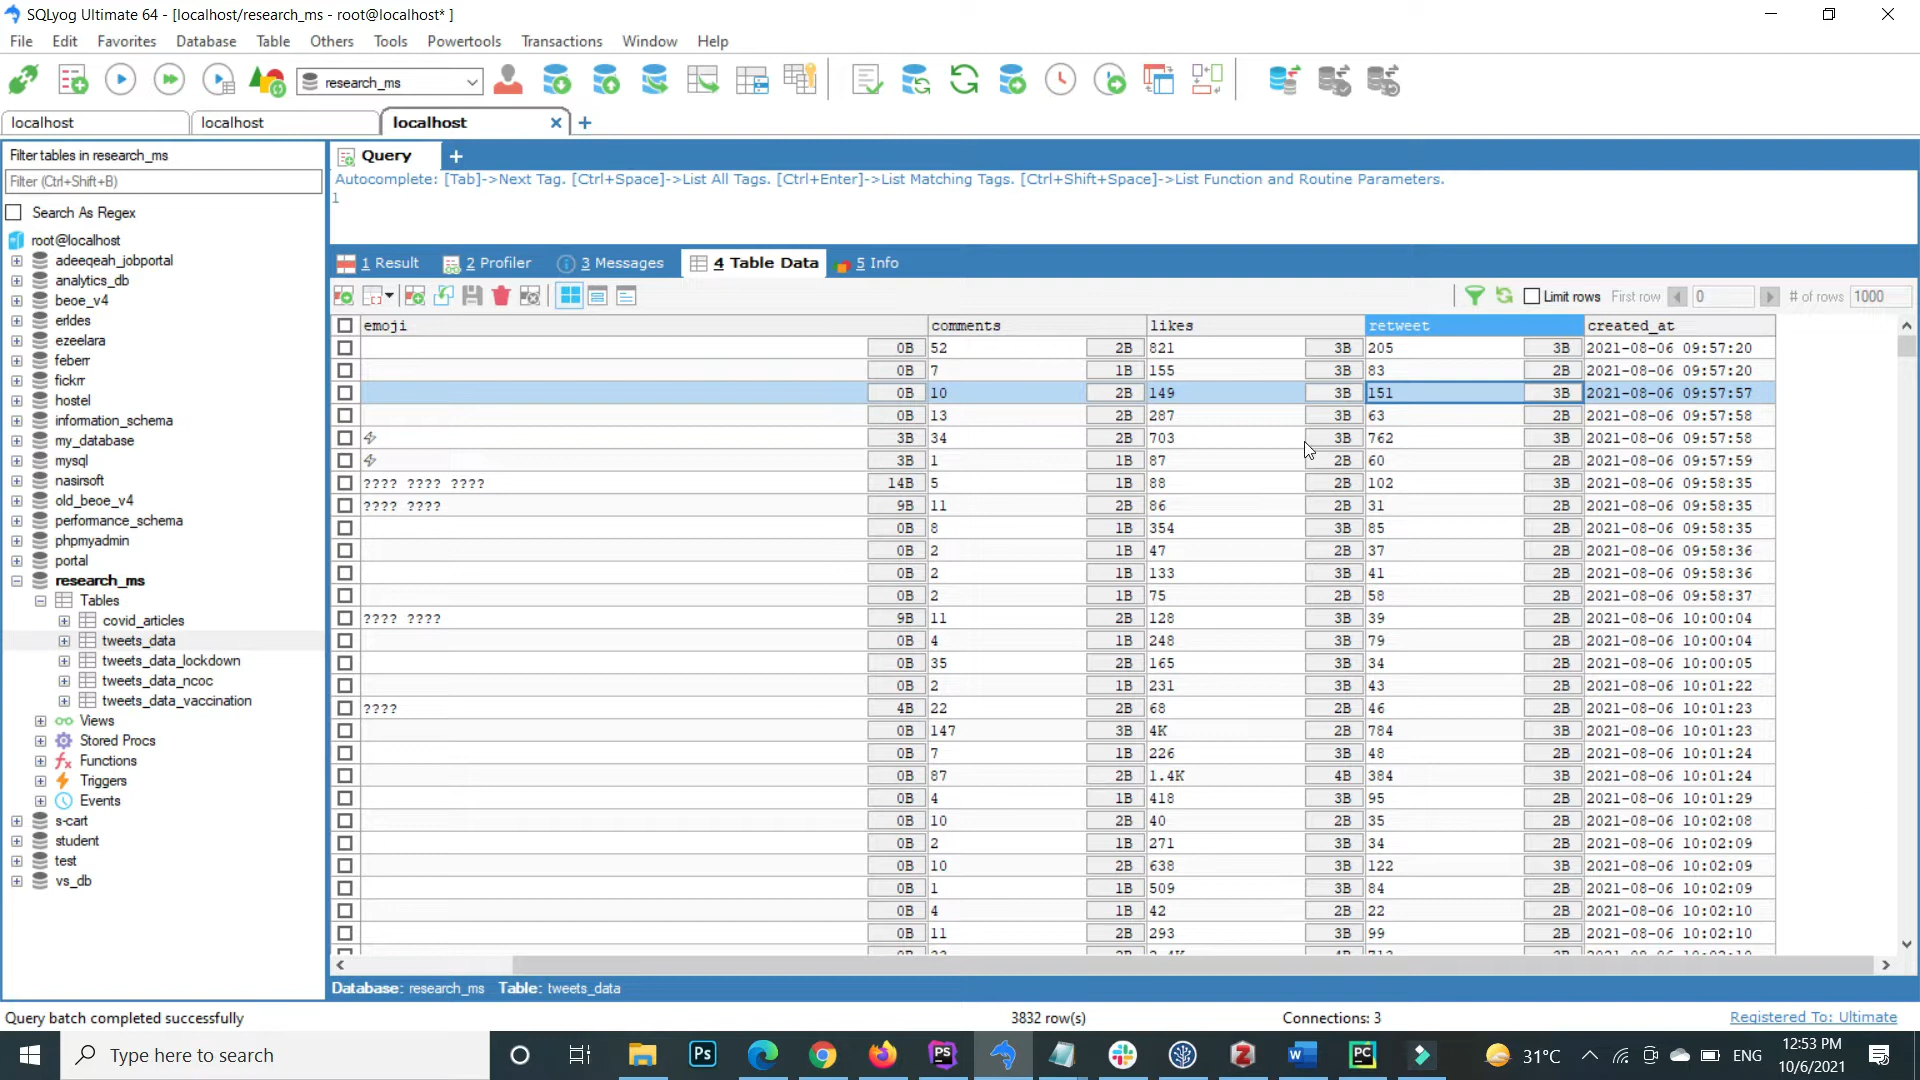 SQLyog Ultimate 64 - [localhost/research_ms - root@localhost* ]
File Edit Favorites Database Table Others Tools Powertools Transactions Window Help
research_ms
localhost localhost localhost
Filter tables in research_ms
Filter (Ctrl+Shift+B)
Search As Regex
root@localhost
adeeqeah_jobportal
analytics_db
beoe_v4
erldes
ezeelara
feberr
fickrr
hostel
information_schema
my_database
mysql
nasirsoft
old_beoe_v4
performance_schema
phpmyadmin
portal
research_ms
Tables
covid_articles
tweets_data
tweets_data_lockdown
tweets_data_ncoc
tweets_data_vaccination
Views
Stored Procs
Functions
Triggers
Events
s-cart
student
test
vs_db
Query
Autocomplete: [Tab]->Next Tag. [Ctrl+Space]->List All Tags. [Ctrl+Enter]->List Matching Tags. [Ctrl+Shift+Space]->List Function and Routine Parameters.
1
1 Result 2 Profiler 3 Messages 4 Table Data 5 Info
Limit rows First row 0 # of rows 1000
emoji comments likes retweet created_at
0B 52 2B 821 3B 205 3B 2021-08-06 09:57:20
0B 7 1B 155 3B 83 2B 2021-08-06 09:57:20
0B 10 2B 149 3B 151 3B 2021-08-06 09:57:57
0B 13 2B 287 3B 63 2B 2021-08-06 09:57:58
⚡ 3B 34 2B 703 3B 762 3B 2021-08-06 09:57:58
⚡ 3B 1 1B 87 2B 60 2B 2021-08-06 09:57:59
???? ???? ???? 14B 5 1B 88 2B 102 3B 2021-08-06 09:58:35
???? ???? 9B 11 2B 86 2B 31 2B 2021-08-06 09:58:35
0B 8 1B 354 3B 85 2B 2021-08-06 09:58:35
0B 2 1B 47 2B 37 2B 2021-08-06 09:58:36
0B 2 1B 133 3B 41 2B 2021-08-06 09:58:36
0B 2 1B 75 2B 58 2B 2021-08-06 09:58:37
???? ???? 9B 11 2B 128 3B 39 2B 2021-08-06 10:00:04
0B 4 1B 248 3B 79 2B 2021-08-06 10:00:04
0B 35 2B 165 3B 34 2B 2021-08-06 10:00:05
0B 2 1B 231 3B 43 2B 2021-08-06 10:01:22
???? 4B 22 2B 68 2B 46 2B 2021-08-06 10:01:23
0B 147 3B 4K 2B 784 3B 2021-08-06 10:01:23
0B 7 1B 226 3B 48 2B 2021-08-06 10:01:24
0B 87 2B 1.4K 4B 384 3B 2021-08-06 10:01:24
0B 4 1B 418 3B 95 2B 2021-08-06 10:01:29
0B 10 2B 40 2B 35 2B 2021-08-06 10:02:08
0B 2 1B 271 3B 34 2B 2021-08-06 10:02:09
0B 10 2B 638 3B 122 3B 2021-08-06 10:02:09
0B 1 1B 509 3B 84 2B 2021-08-06 10:02:09
0B 4 1B 42 2B 22 2B 2021-08-06 10:02:10
0B 11 2B 293 3B 99 2B 2021-08-06 10:02:10
Database: research_ms Table: tweets_data
Query batch completed successfully 3832 row(s) Connections: 3 Registered To: Ultimate
Type here to search Ps PS Z W PC 31°C ENG 12:53 PM
10/6/2021